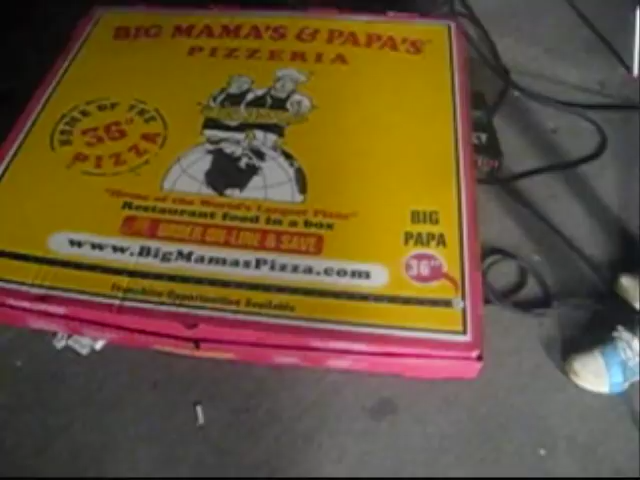 BIG MAMA'S & PAPA'S
PIZZERIA
HOME OF THE
36"
PIZZA
"Home of the World's Largest Pizza"
Restaurant food in a box
ORDER ON-LINE & SAVE
www.BigMamasPizza.com
Franchise Opportunities Available
BIG
PAPA
36"